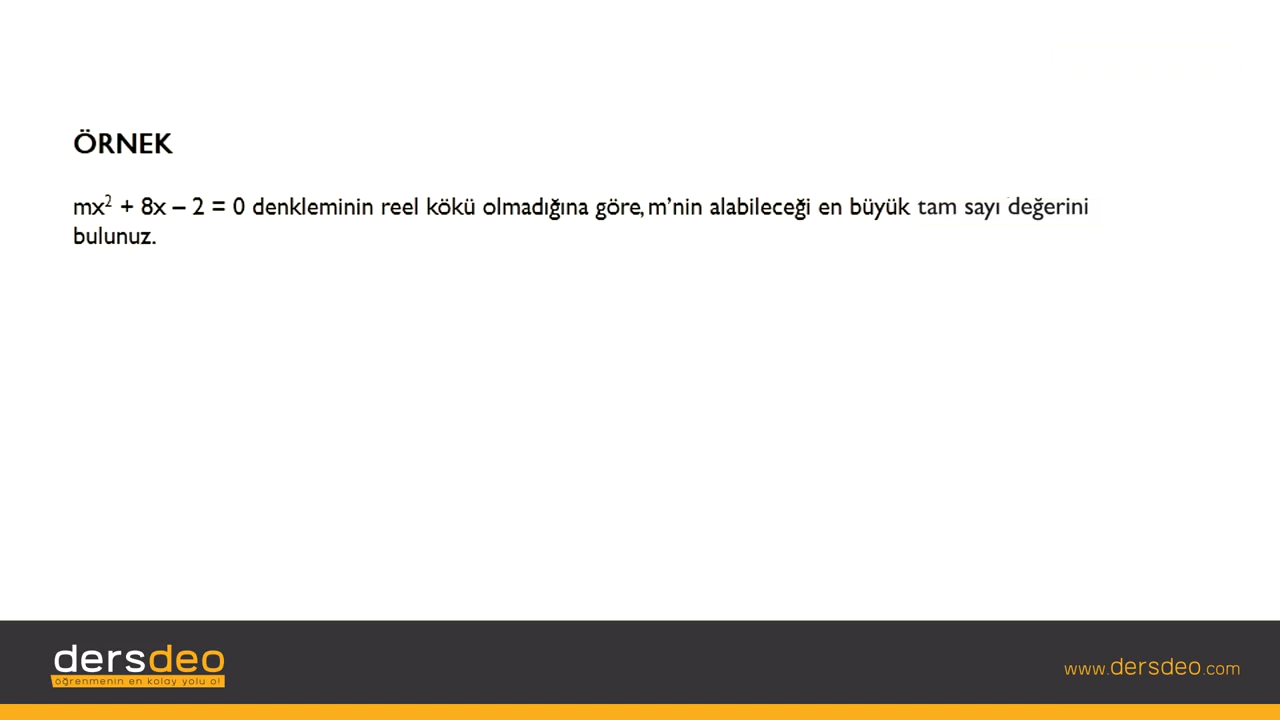 ÖRNEK
mx² + 8x – 2 = 0 denkleminin reel kökü olmadığına göre, m’nin alabileceği en büyük tam sayı değerini
bulunuz.
dersdeo
öğrenmenin en kolay yolu o!
www.dersdeo.com